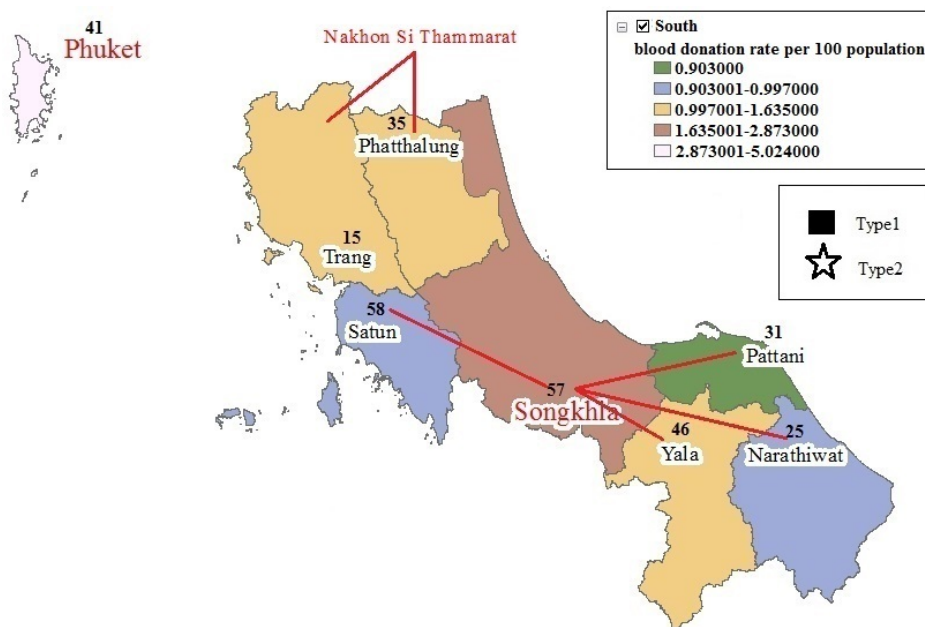 41
Phuket
Nakhon Si Thammarat
South
blood donation rate per 100 population
0.903000
0.903001-0.997000
0.997001-1.635000
1.635001-2.873000
2.873001-5.024000
Type1
Type2
35
Phatthalung
15
Trang
58
Satun
57
Songkhla
31
Pattani
46
Yala
25
Narathiwat